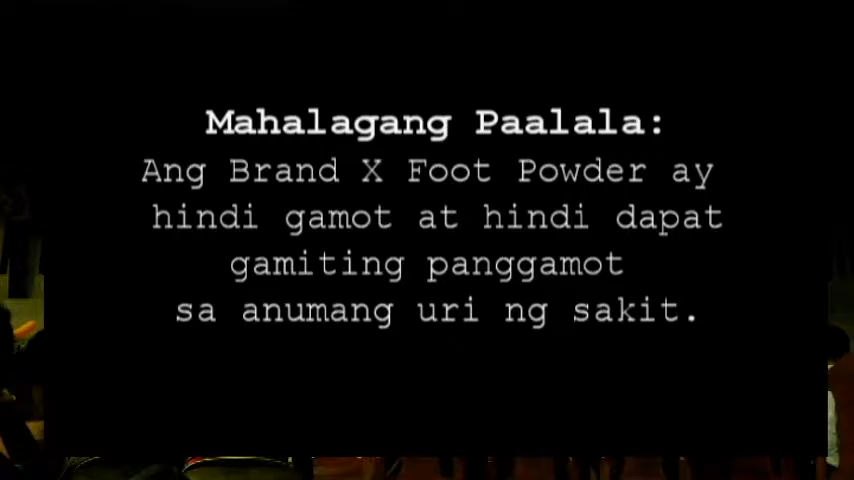 Mahalagang Paalala:
Ang Brand X Foot Powder ay
hindi gamot at hindi dapat
gamiting panggamot
sa anumang uri ng sakit.